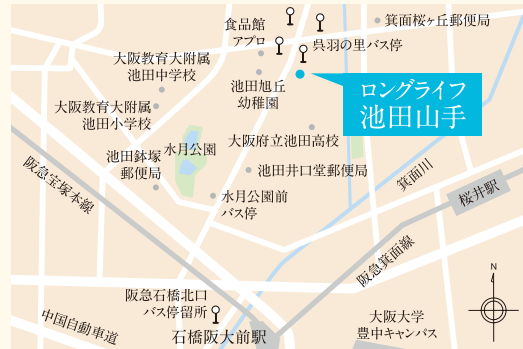 食品館
アプロ
箕面桜ヶ丘郵便局
呉羽の里バス停
大阪教育大附属
池田中学校
池田旭丘
幼稚園
ロングライフ
池田山手
大阪教育大附属
池田小学校
大阪府立池田高校
池田鉢塚
郵便局
水月公園
池田井口堂郵便局
箕面川
阪急宝塚本線
水月公園前
バス停
桜井駅
阪急箕面線
N
阪急石橋北口
バス停留所
中国自動車道
石橋阪大前駅
大阪大学
豊中キャンパス